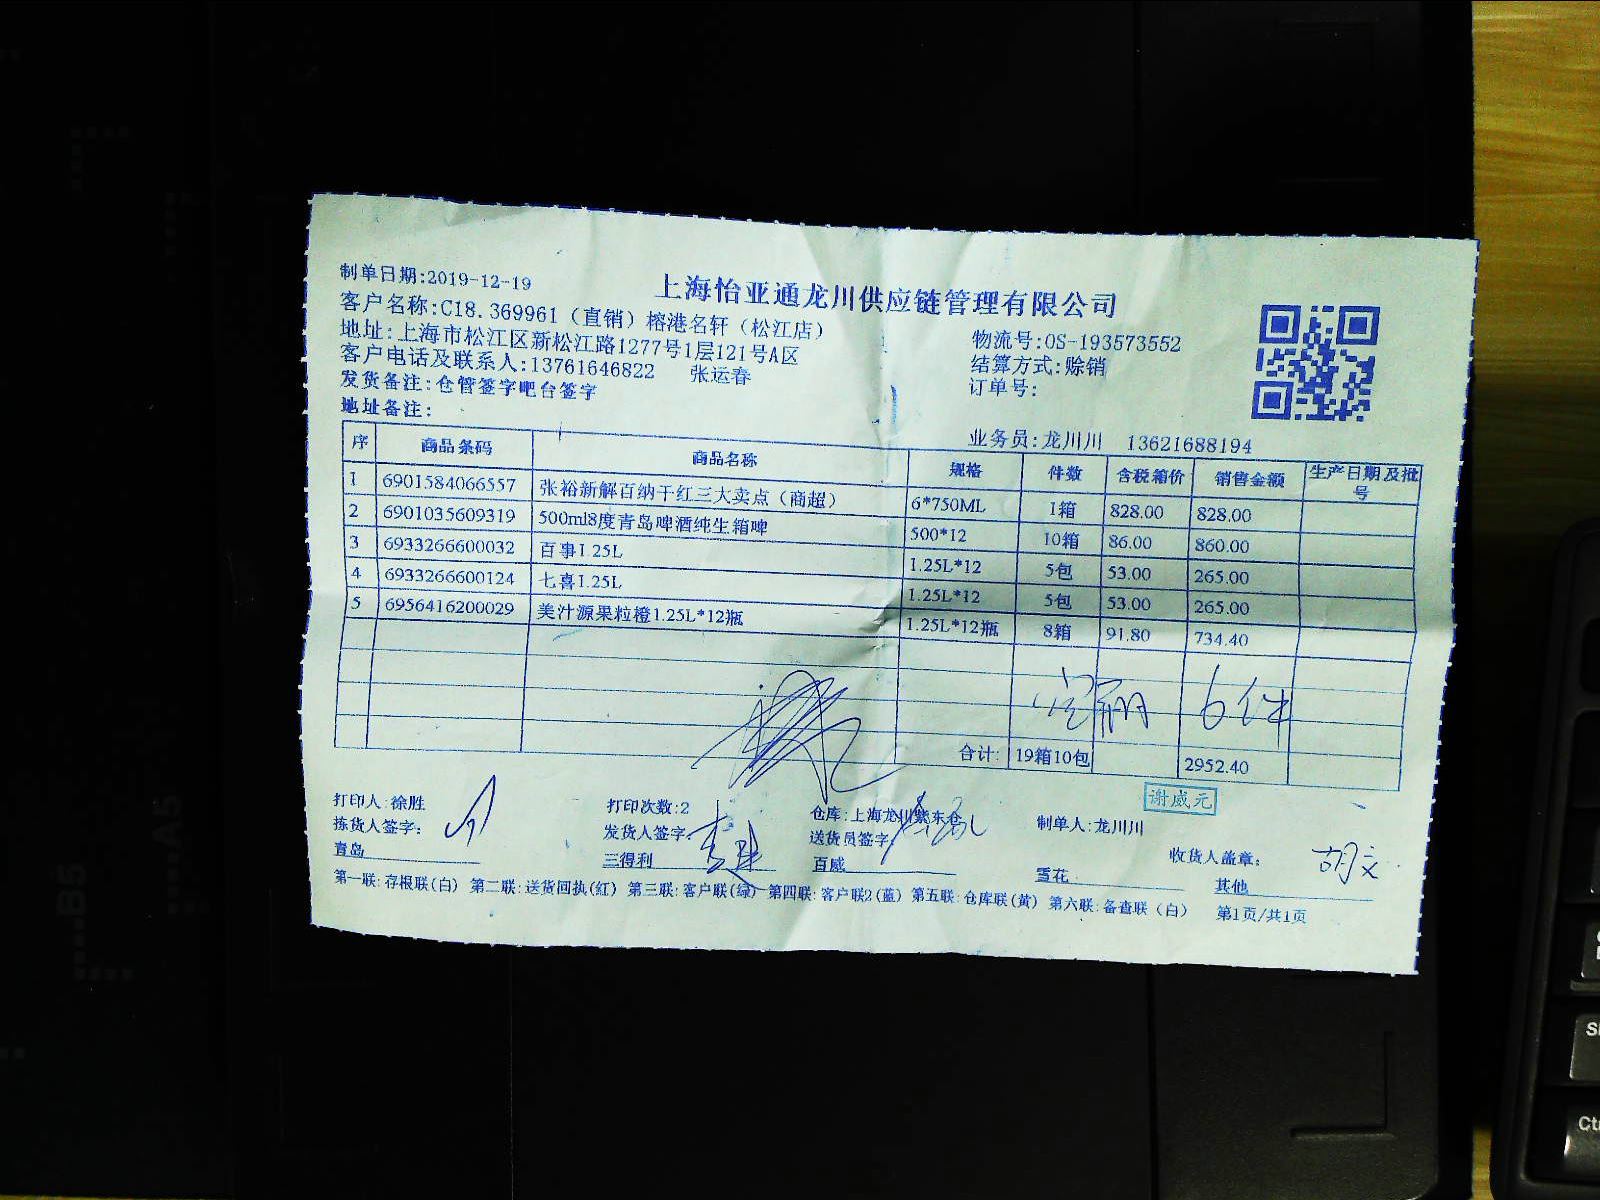 制单日期:2019-12-19
上海怡亚通龙川供应链管理有限公司
客户名称:C18.369961（直销）榕港名轩（松江店）
地址:上海市松江区新松江路1277号1层121号A区
客户电话及联系人:13761646822 张运春
发货备注:仓管签字吧台签字
地址备注:
物流号:OS-193573552
结算方式:赊销
订单号:
业务员:龙川川 13621688194
序 商品条码 商品名称 规格 件数 含税箱价 销售金额 生产日期及批号
1 6901584066557 张裕新解百纳干红三大卖点（商超） 6*750ML 1箱 828.00 828.00
2 6901035609319 500ml8度青岛啤酒纯生箱啤 500*12 10箱 86.00 860.00
3 6933266600032 百事1.25L 1.25L*12 5包 53.00 265.00
4 6933266600124 七喜1.25L 1.25L*12 5包 53.00 265.00
5 6956416200029 美汁源果粒橙1.25L*12瓶 1.25L*12瓶 8箱 91.80 734.40
6件
合计: 19箱10包 2952.40
谢威元
打印人:徐胜 打印次数:2 仓库:上海龙川紫东仓 制单人:龙川川
拣货人签字: 发货人签字: 送货员签字: 收货人盖章:
青岛 三得利 百威 雪花 其他
第一联:存根联(白) 第二联:送货回执(红) 第三联:客户联(绿) 第四联:客户联2(蓝) 第五联:仓库联(黄) 第六联:备查联（白） 第1页/共1页